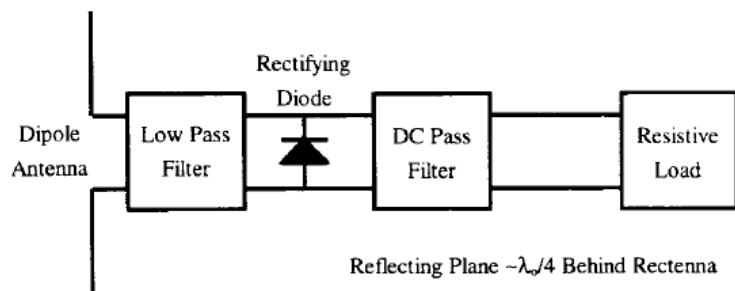 Rectifying
Diode
Dipole
Antenna
Low Pass
Filter
DC Pass
Filter
Resistive
Load
Reflecting Plane ~λₒ/4 Behind Rectenna